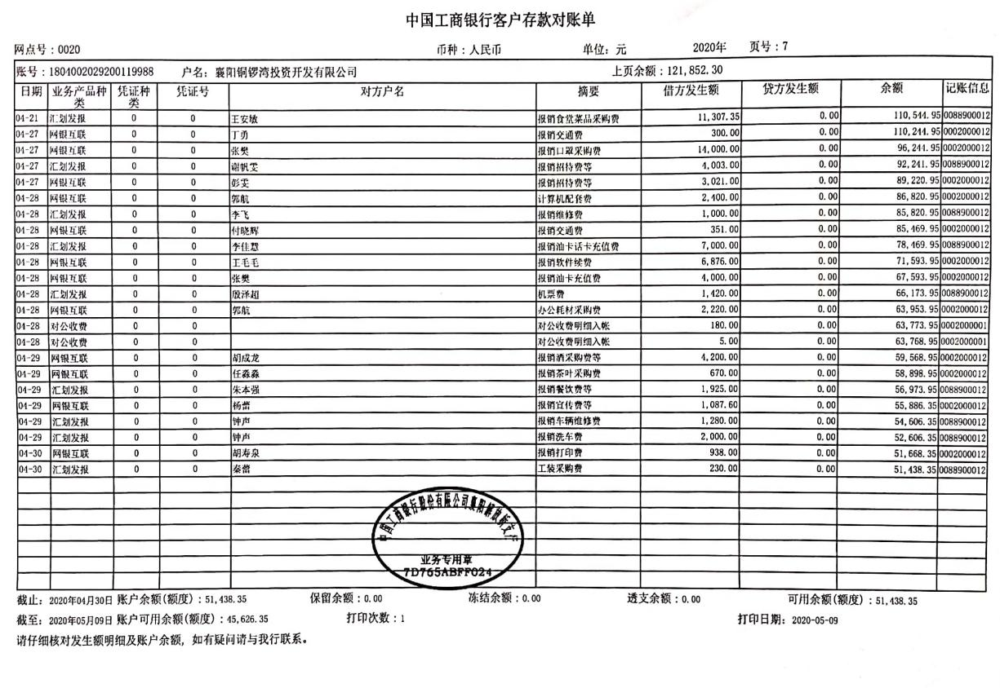 中国工商银行客户存款对账单
网点号：0020 币种：人民币 单位：元 2020年 页号：7
账号：1804002029200119988 户名：襄阳铜锣湾投资开发有限公司 上页余额：121,852.30
日期 业务产品种类 凭证种类 凭证号 对方户名 摘要 借方发生额 贷方发生额 余额 记账信息
04-21 汇划发报 0 0 王安敏 报销食堂菜品采购费 11,307.35 0.00 110,544.95 0088900012
04-27 网银互联 0 0 丁勇 报销交通费 300.00 0.00 110,244.95 0002000012
04-27 网银互联 0 0 张樊 报销口罩采购费 14,000.00 0.00 96,244.95 0002000012
04-27 汇划发报 0 0 谢帆雯 报销招待费等 4,003.00 0.00 92,241.95 0088900012
04-27 网银互联 0 0 彭雯 报销招待费等 3,021.00 0.00 89,220.95 0002000012
04-28 网银互联 0 0 郭航 计算机配套费 2,400.00 0.00 86,820.95 0002000012
04-28 汇划发报 0 0 李飞 报销维修费 1,000.00 0.00 85,820.95 0088900012
04-28 网银互联 0 0 付晓辉 报销交通费 351.00 0.00 85,469.95 0002000012
04-28 汇划发报 0 0 李佳慧 报销油卡话卡充值费 7,000.00 0.00 78,469.95 0088900012
04-28 网银互联 0 0 王毛毛 报销软件续费 6,876.00 0.00 71,593.95 0002000012
04-28 网银互联 0 0 张樊 报销油卡充值费 4,000.00 0.00 67,593.95 0002000012
04-28 汇划发报 0 0 殷泽超 机票费 1,420.00 0.00 66,173.95 0088900012
04-28 网银互联 0 0 郭航 办公耗材采购费 2,220.00 0.00 63,953.95 0002000012
04-28 对公收费 0 0 对公收费明细入帐 180.00 0.00 63,773.95 0002000001
04-28 对公收费 0 0 对公收费明细入帐 5.00 0.00 63,768.95 0002000001
04-29 网银互联 0 0 胡成龙 报销酒采购费等 4,200.00 0.00 59,568.95 0002000012
04-29 网银互联 0 0 任淼淼 报销茶叶采购费 670.00 0.00 58,898.95 0002000012
04-29 汇划发报 0 0 朱本强 报销餐饮费等 1,925.00 0.00 56,973.95 0088900012
04-29 网银互联 0 0 杨蕾 报销宣传费等 1,087.60 0.00 55,886.35 0002000012
04-29 汇划发报 0 0 钟声 报销车辆维修费 1,280.00 0.00 54,606.35 0088900012
04-29 汇划发报 0 0 钟声 报销洗车费 2,000.00 0.00 52,606.35 0088900012
04-30 网银互联 0 0 胡寿泉 报销打印费 938.00 0.00 51,668.35 0002000012
04-30 汇划发报 0 0 秦蕾 工装采购费 230.00 0.00 51,438.35 0088900012
中国工商银行股份有限公司襄阳解放桥支行
业务专用章
7D765ABFF024
截止：2020年04月30日 账户余额(额度)：51,438.35 保留余额：0.00 冻结余额：0.00 透支余额：0.00 可用余额(额度)：51,438.35
截至：2020年05月09日 账户可用余额(额度)：45,626.35 打印次数：1 打印日期：2020-05-09
请仔细核对发生额明细及账户余额，如有疑问请与我行联系。